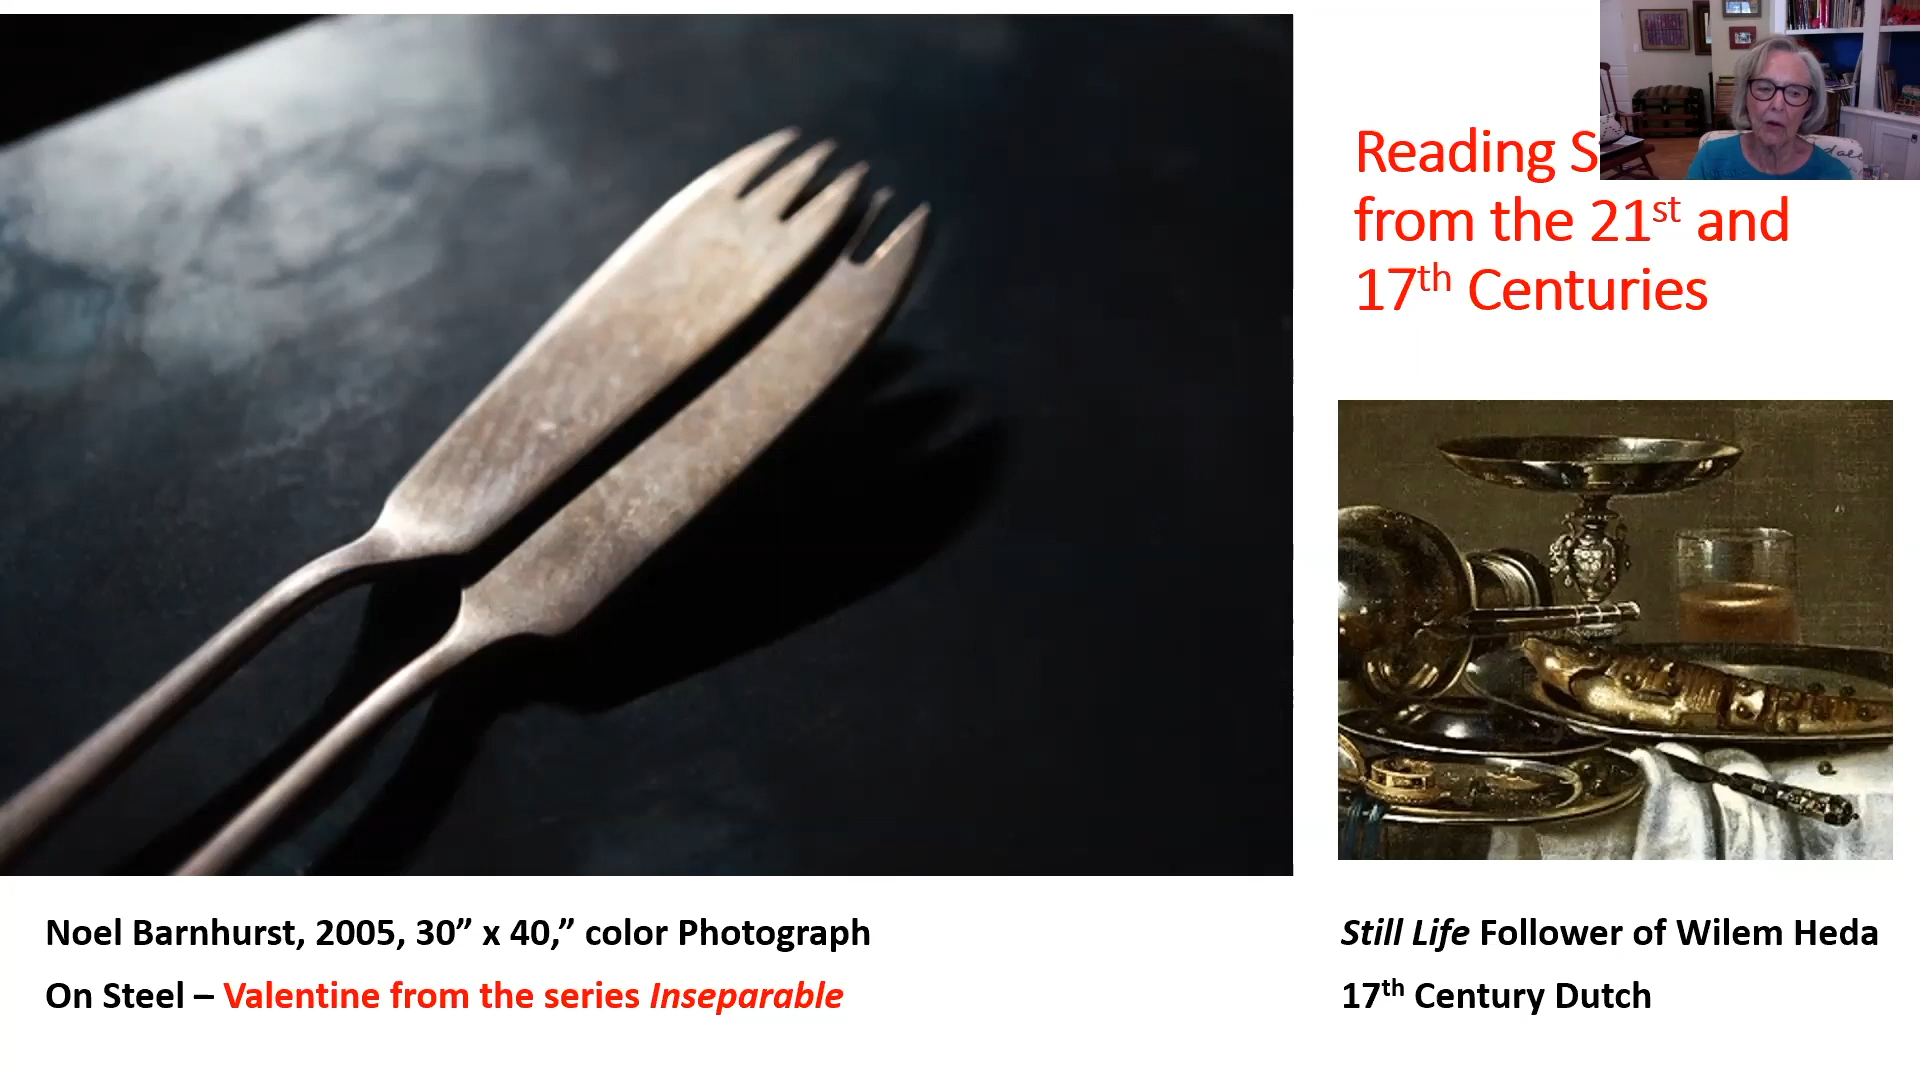 Reading S
from the 21st and
17th Centuries
Noel Barnhurst, 2005, 30” x 40,” color Photograph
On Steel – Valentine from the series Inseparable
Still Life Follower of Wilem Heda
17th Century Dutch